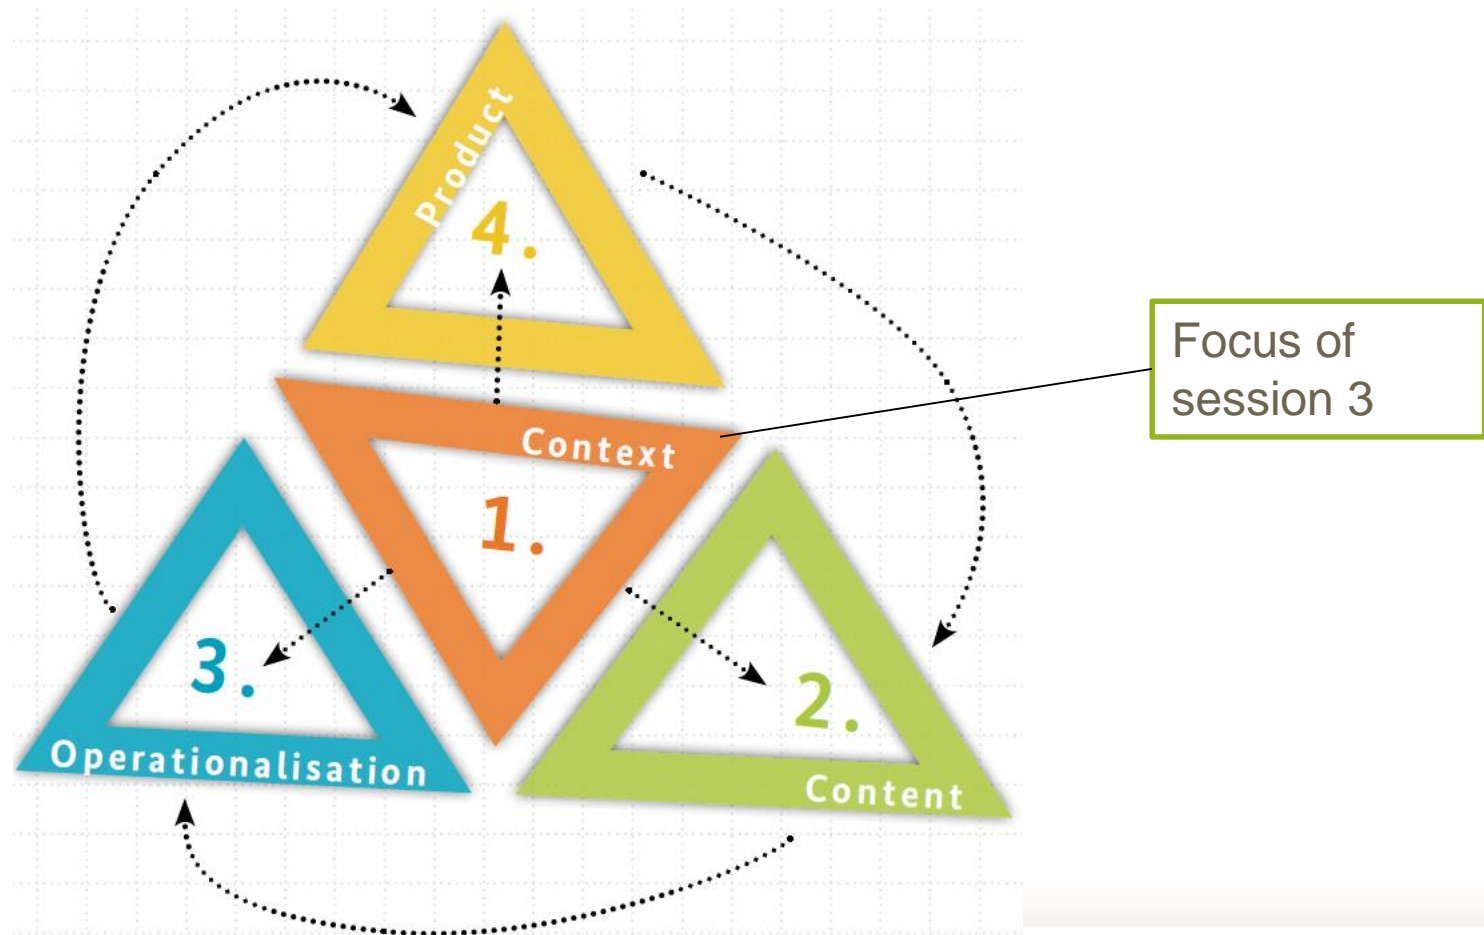 Product
4.
Focus of
session 3
Context
1.
3.
Operationalisation
2.
Content